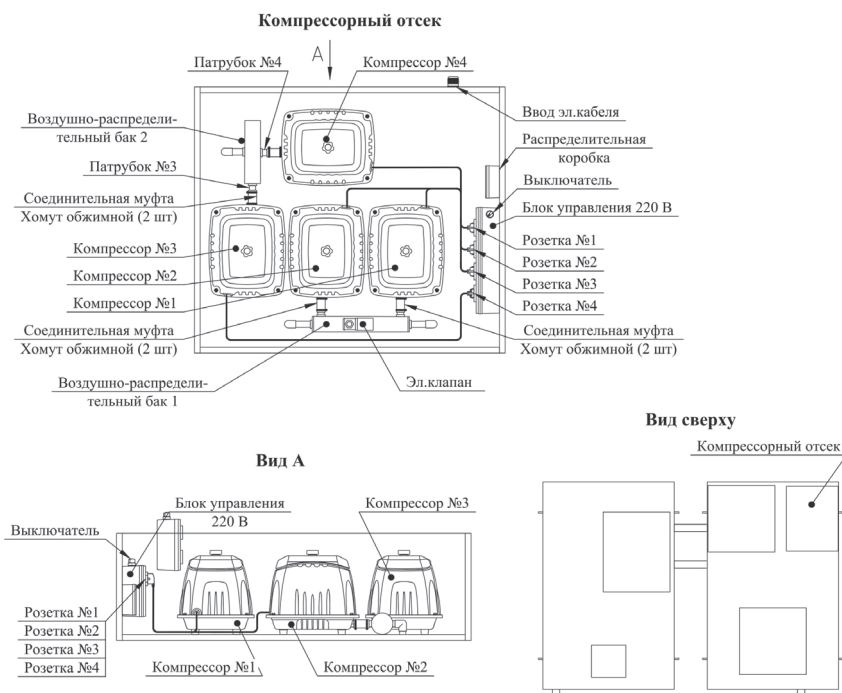 Компрессорный отсек
А
Патрубок №4
Компрессор №4
Воздушно-распредели-
тельный бак 2
Патрубок №3
Соединительная муфта
Хомут обжимной (2 шт)
Компрессор №3
Компрессор №2
Компрессор №1
Соединительная муфта
Хомут обжимной (2 шт)
Воздушно-распредели-
тельный бак 1
Ввод эл.кабеля
Распределительная
коробка
Выключатель
Блок управления 220 В
Розетка №1
Розетка №2
Розетка №3
Розетка №4
Соединительная муфта
Хомут обжимной (2 шт)
Эл.клапан
Вид А
Блок управления
220 В
Компрессор №3
Выключатель
Розетка №1
Розетка №2
Розетка №3
Розетка №4
Компрессор №1
Компрессор №2
Вид сверху
Компрессорный отсек